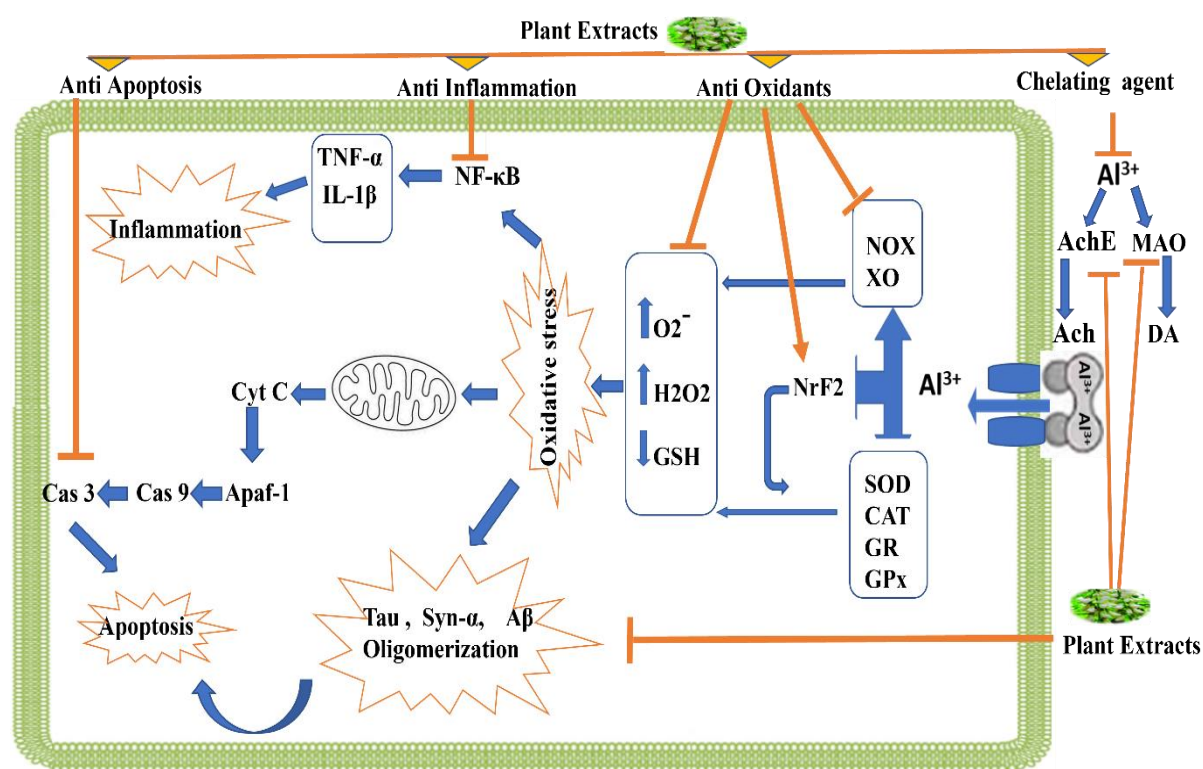 Plant Extracts
Anti Apoptosis
Anti Inflammation
Anti Oxidants
Chelating agent
TNF-α
IL-1β
NF-κB
Inflammation
Al³⁺
AchE
MAO
Ach
DA
NOX
XO
O2⁻
H2O2
GSH
Oxidative stress
NrF2
Al³⁺
Al³⁺
Al³⁺
Cyt C
Cas 3
Cas 9
Apaf-1
SOD
CAT
GR
GPx
Apoptosis
Tau , Syn-α, Aβ
Oligomerization
Plant Extracts